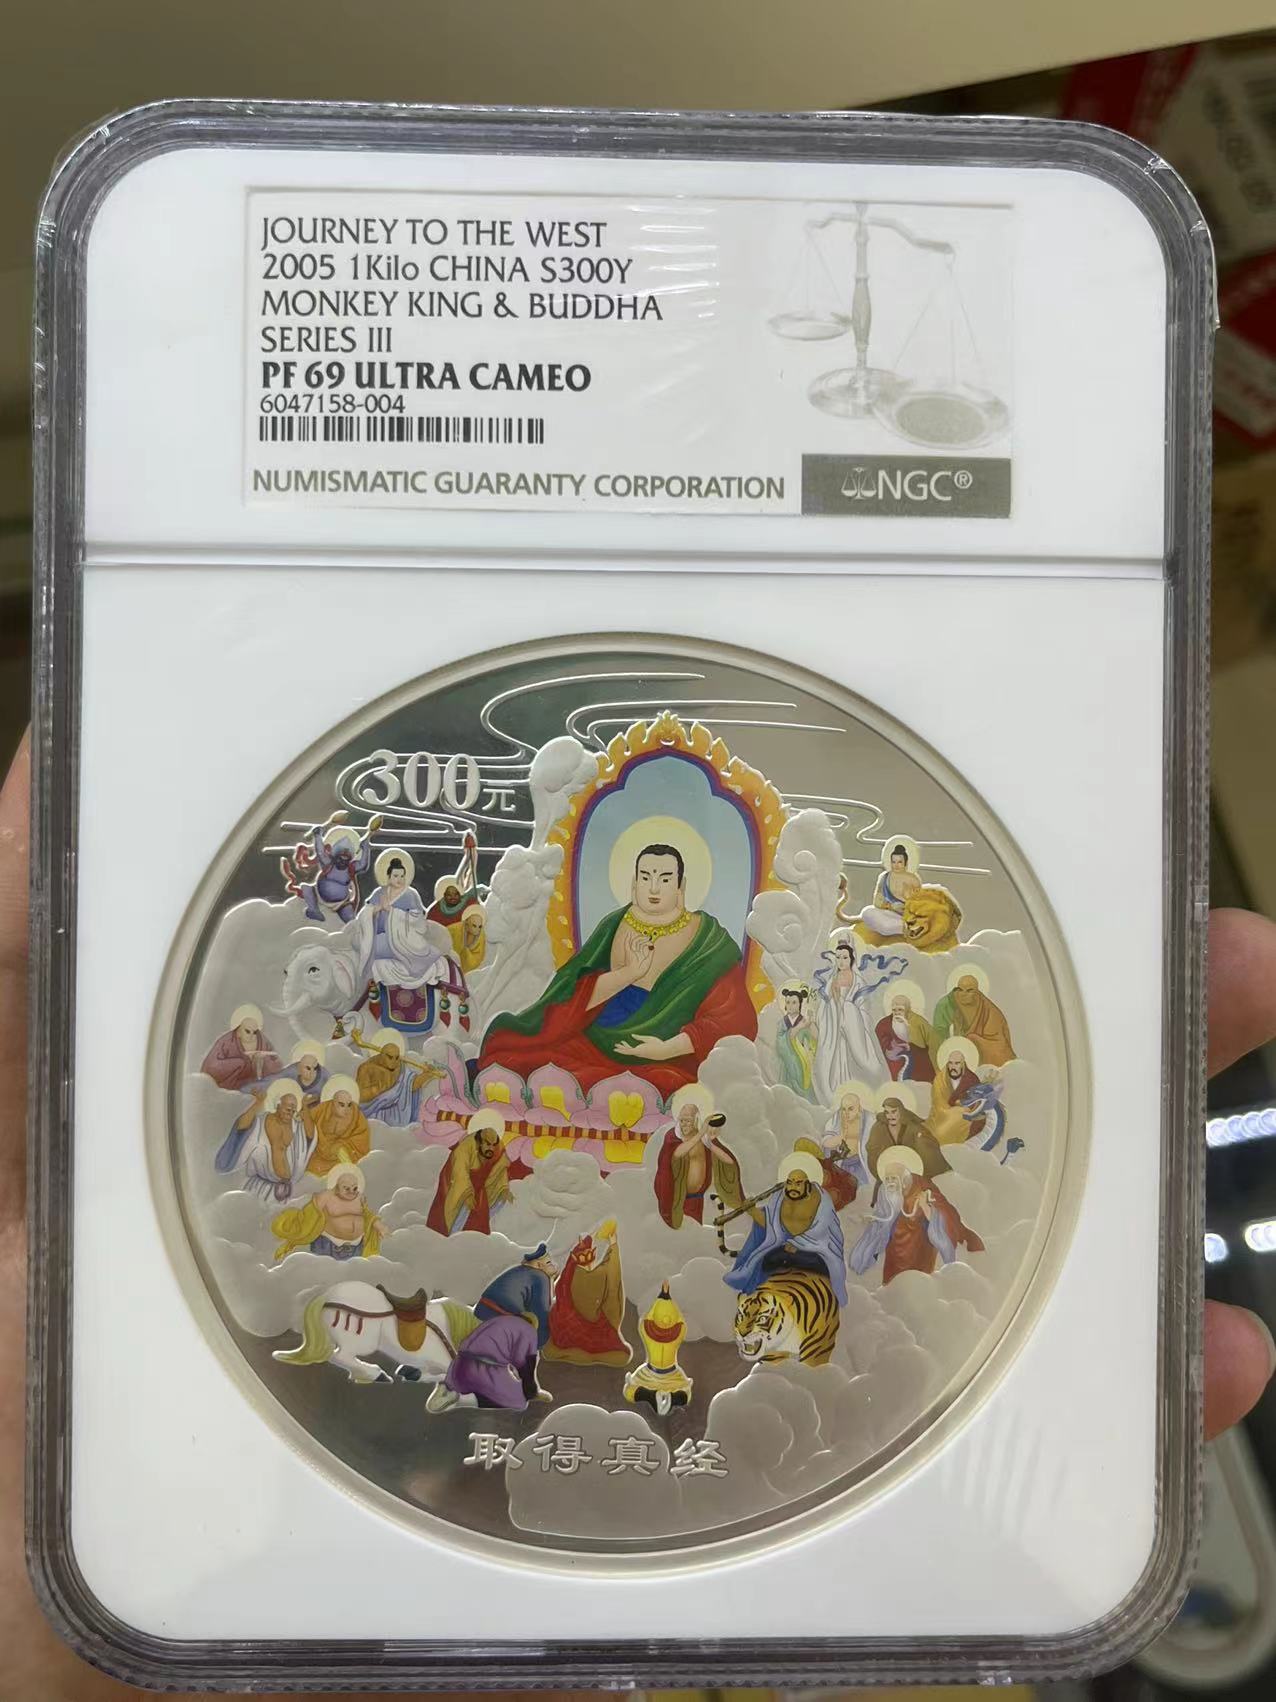 JOURNEY TO THE WEST
2005 1Kilo CHINA S300Y
MONKEY KING & BUDDHA
SERIES III
PF 69 ULTRA CAMEO
6047158-004
NUMISMATIC GUARANTY CORPORATION
NGC®
300元
取得真经